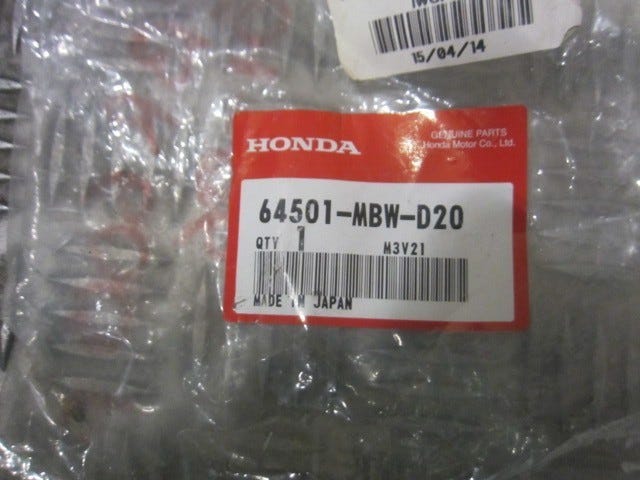 15/04/14
HONDA
GENUINE PARTS
Honda Motor Co., Ltd.
64501-MBW-D20
QTY 1 M3V21
MADE IN JAPAN